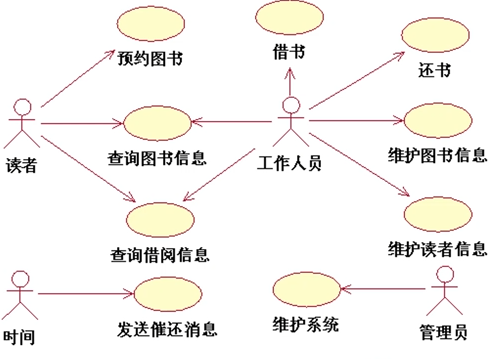 预约图书
借书
还书
读者
查询图书信息
工作人员
维护图书信息
查询借阅信息
维护读者信息
时间
发送催还消息
维护系统
管理员